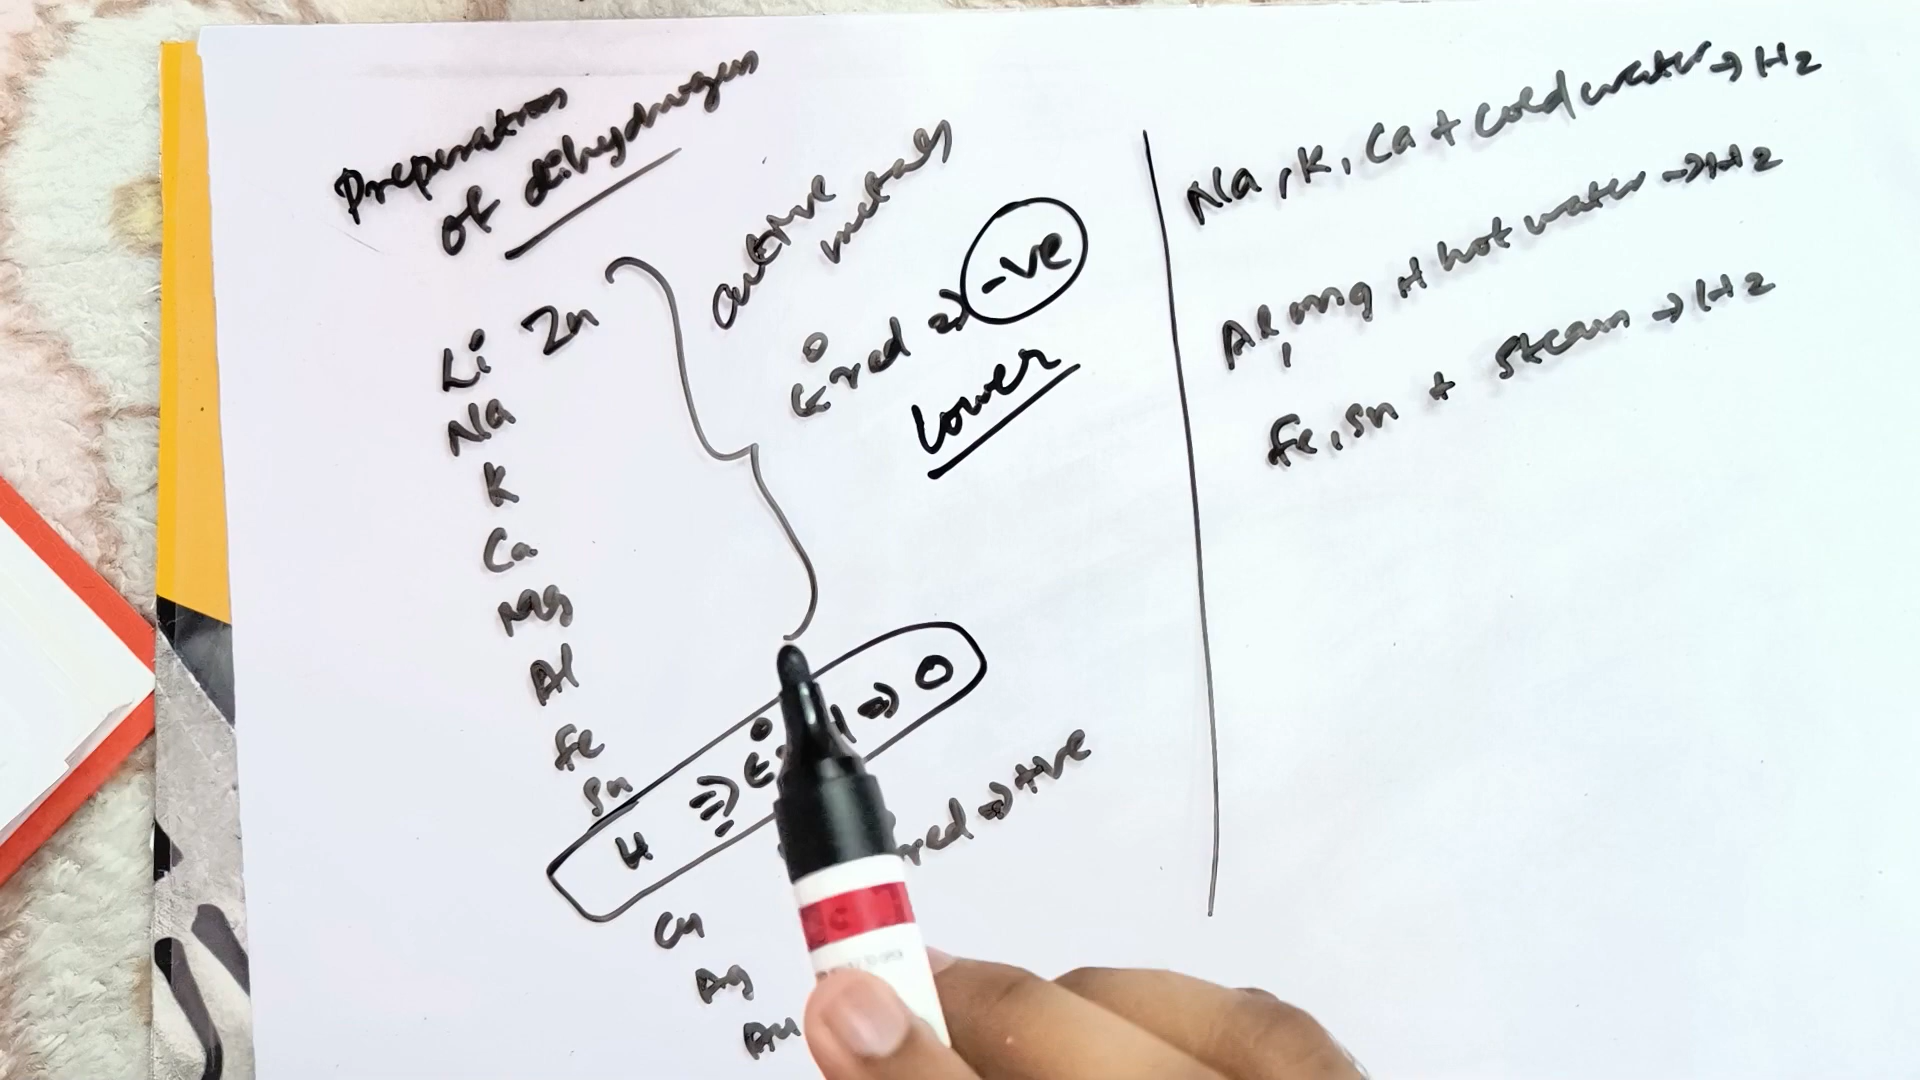 Preparation
of dihydrogen
active
metals
Li Zn
Na
K
Ca
Mg
Al
Fe
Sn
E°red => -ve
lower
H => E° => 0
red => +ve
Cu
Ag
Au
Na, K, Ca + cold water → H2
Al, mg + hot water → H2
Fe, Sn + steam → H2